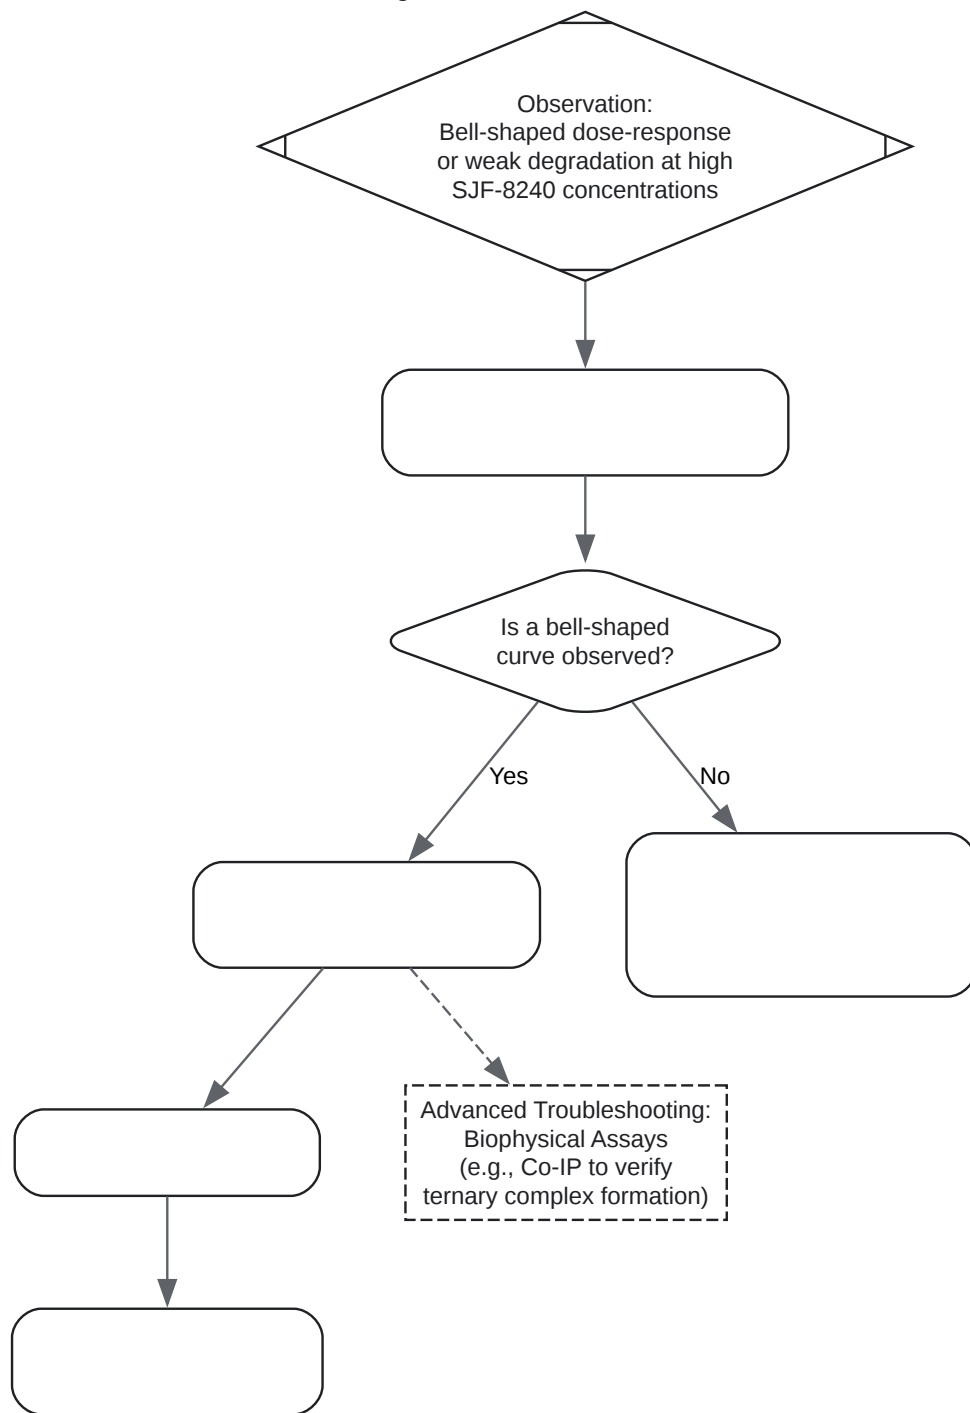 Observation:
Bell-shaped dose-response
or weak degradation at high
SJF-8240 concentrations
Is a bell-shaped
curve observed?
Yes
No
Advanced Troubleshooting:
Biophysical Assays
(e.g., Co-IP to verify
ternary complex formation)